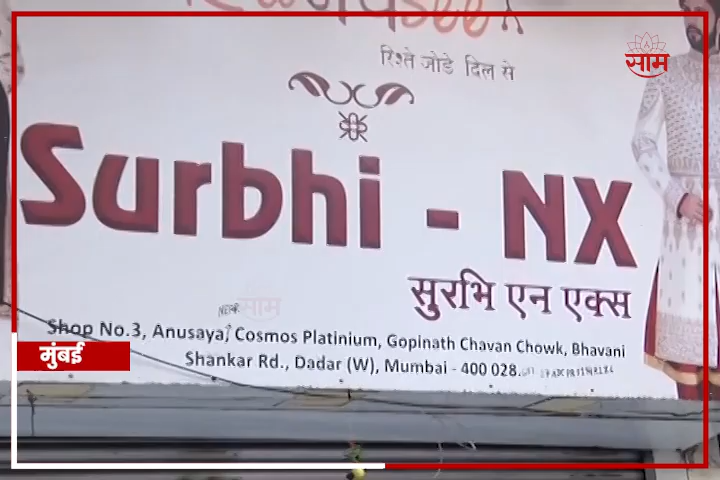 रिश्ते जोडे दिल से
साम
Surbhi - NX
सुरभि एन एक्स
साम
Shop No.3, Anusaya, Cosmos Platinium, Gopinath Chavan Chowk, Bhavani
मुंबई
Shankar Rd., Dadar (W), Mumbai - 400 028.